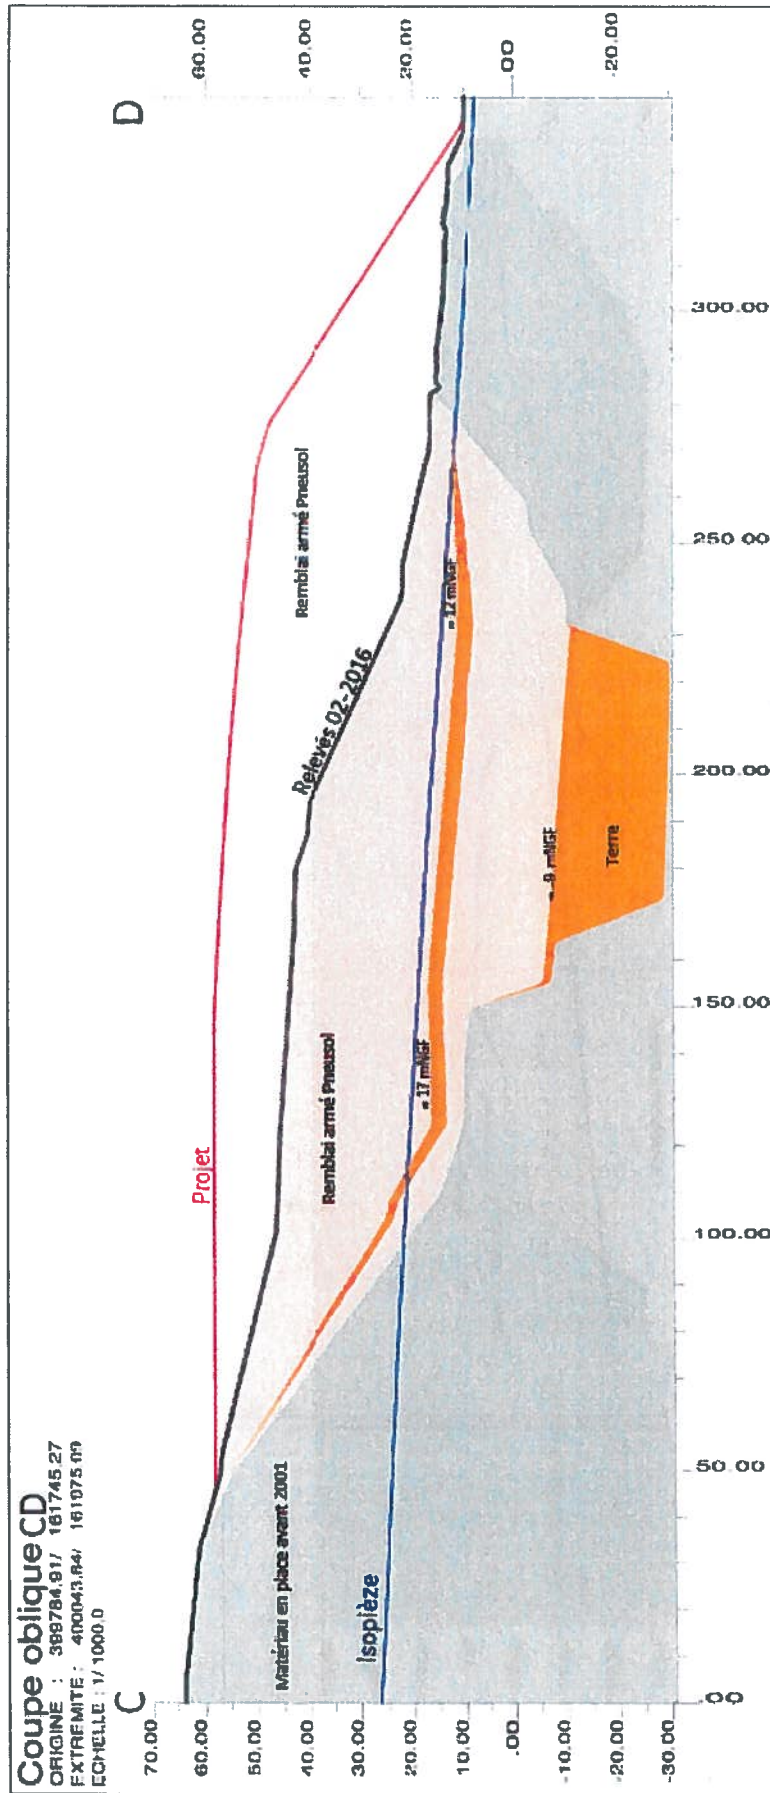 Coupe oblique CD
ORIGINE : 399784.91/ 161745.27
EXTREMITE : 400043.84/ 161975.09
ECHELLE : 1/ 1000.0
C
D
Projet
Relevés 02-2016
Remblai armé Pneusol
Remblai armé Pneusol
Matériau en place avant 2001
Isopièze
= 17 mNGF
= 12 mNGF
= -9 mNGF
Terre
70.00
60.00
50.00
40.00
30.00
20.00
10.00
.00
-10.00
-20.00
-30.00
60.00
40.00
20.00
.00
-20.00
.00
50.00
100.00
150.00
200.00
250.00
300.00